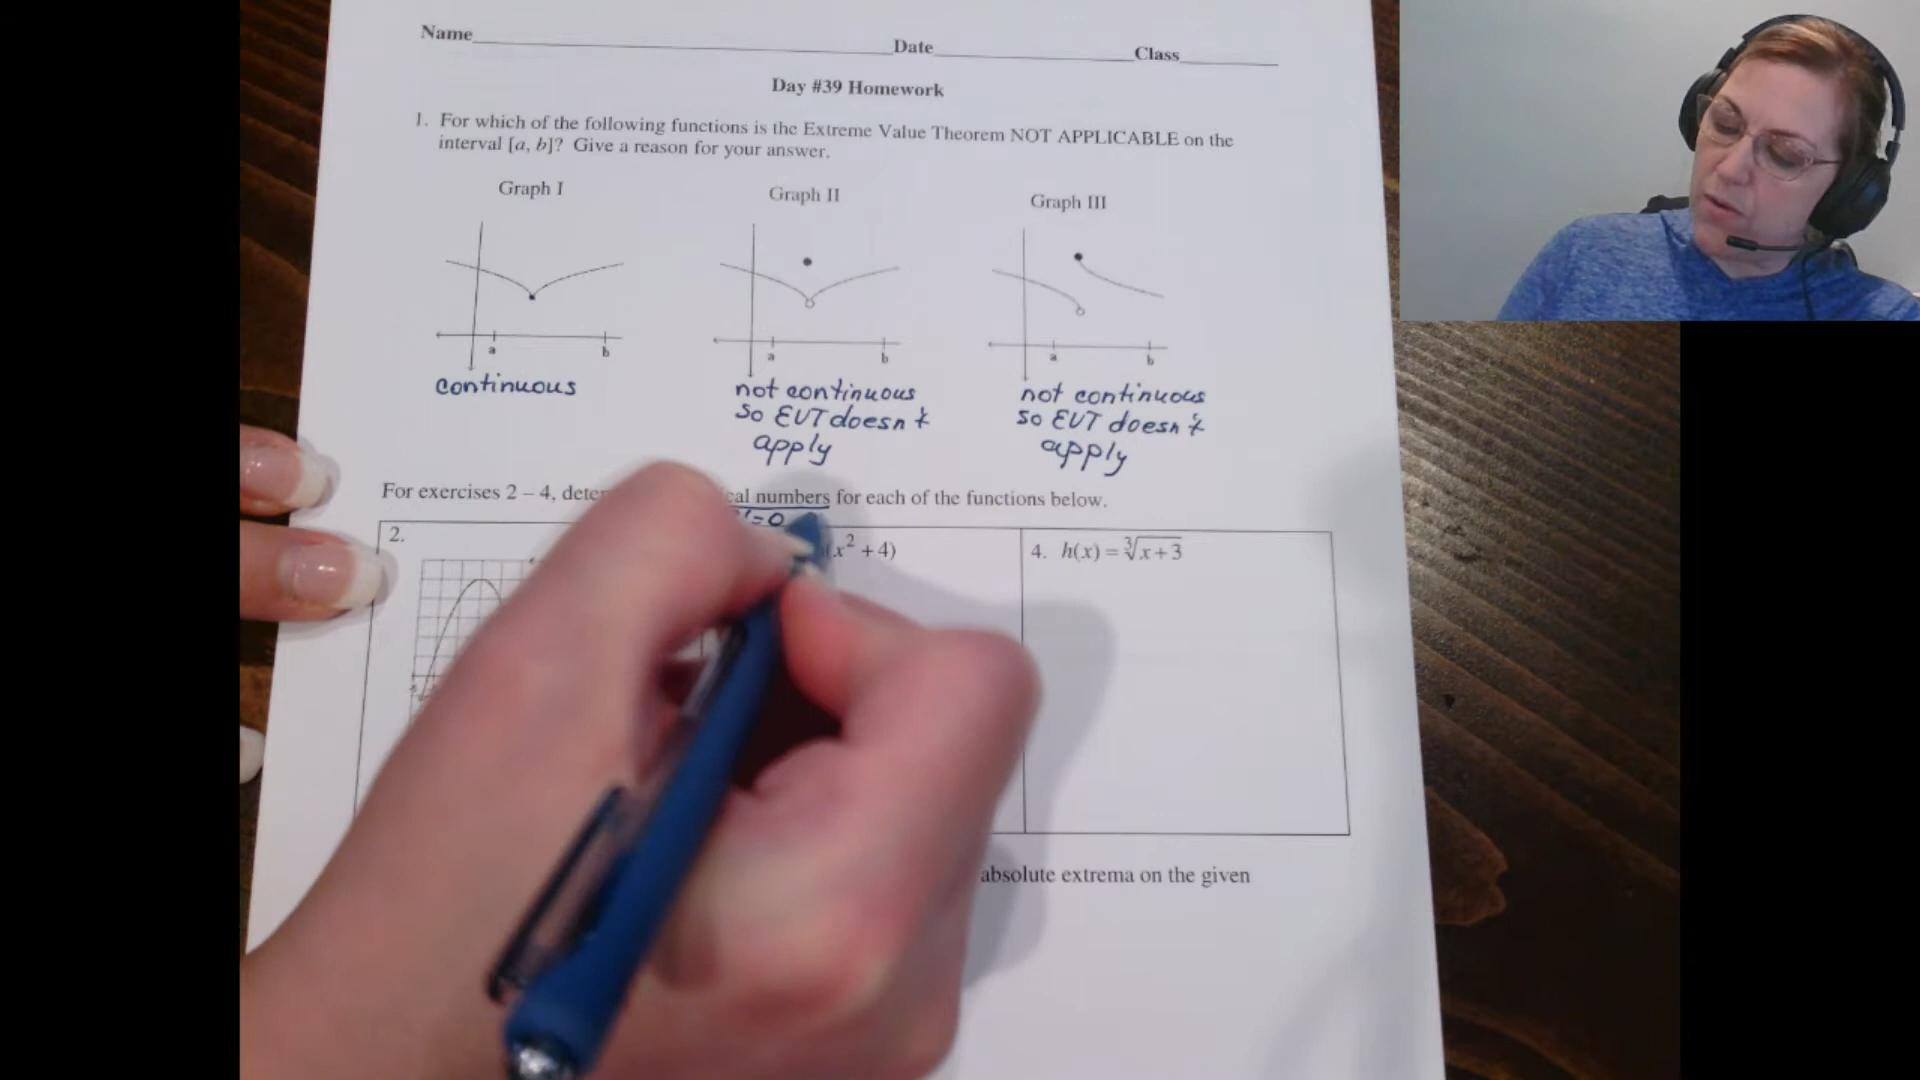 Name Date Class
Day #39 Homework
1. For which of the following functions is the Extreme Value Theorem NOT APPLICABLE on the
interval [a, b]? Give a reason for your answer.
Graph I Graph II Graph III
a b a b a b
continuous not continuous not continuous
so EVT doesn't so EVT doesn't
apply apply
For exercises 2 – 4, numbers for each of the functions below.
'=0
2. (x² + 4) 4. h(x) = ∛(x+3)
absolute extrema on the given